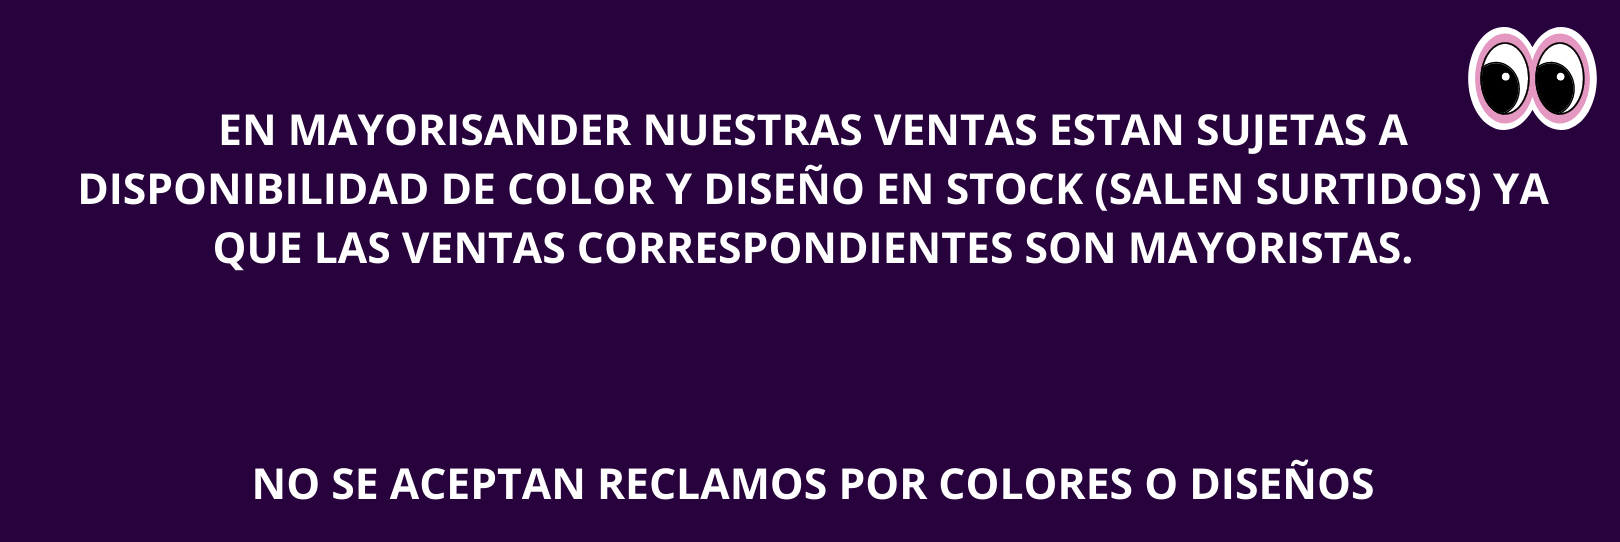 EN MAYORISANDER NUESTRAS VENTAS ESTAN SUJETAS A
DISPONIBILIDAD DE COLOR Y DISEÑO EN STOCK (SALEN SURTIDOS) YA
QUE LAS VENTAS CORRESPONDIENTES SON MAYORISTAS.
NO SE ACEPTAN RECLAMOS POR COLORES O DISEÑOS